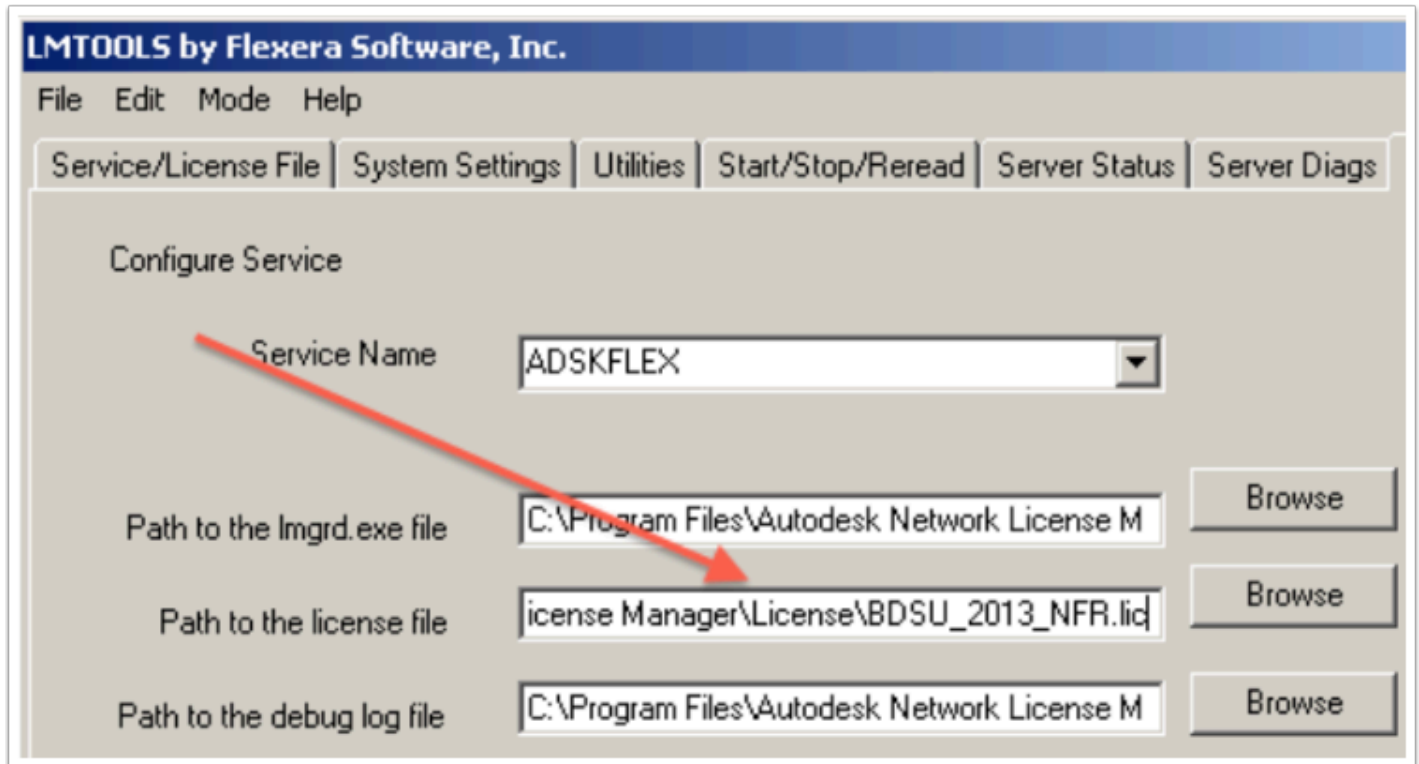 LMTOOLS by Flexera Software, Inc.
File Edit Mode Help
Service/License File System Settings Utilities Start/Stop/Reread Server Status Server Diags
Configure Service
Service Name ADSKFLEX
Path to the lmgrd.exe file C:\Program Files\Autodesk Network License M Browse
Path to the license file icense Manager\License\BDSU_2013_NFR.lic Browse
Path to the debug log file C:\Program Files\Autodesk Network License M Browse